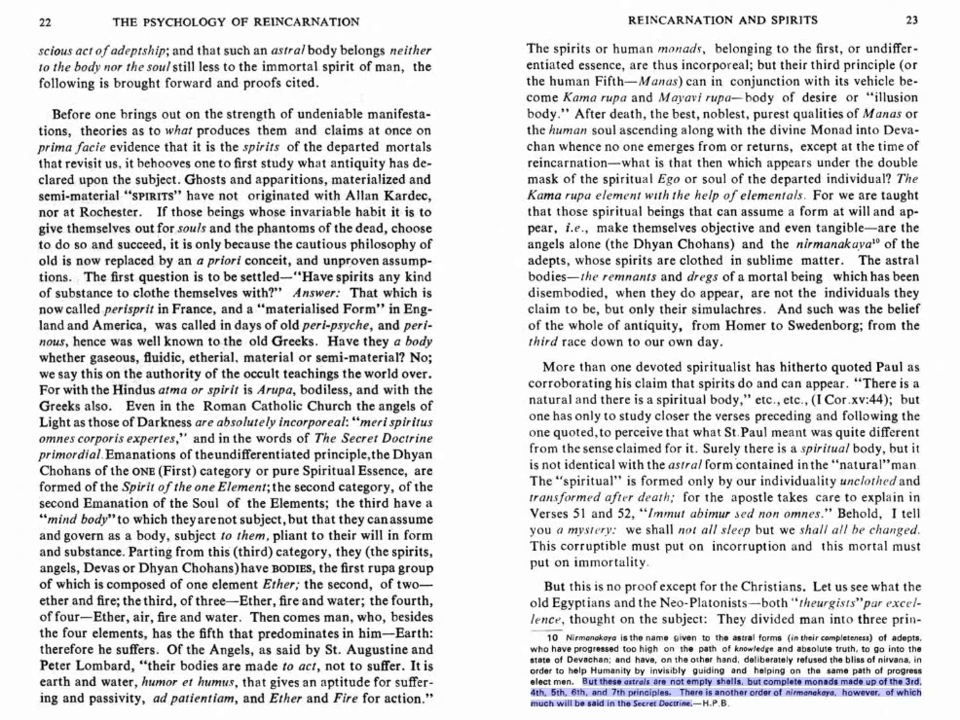 22 THE PSYCHOLOGY OF REINCARNATION
scious act of adeptship; and that such an astral body belongs neither
to the body nor the soul still less to the immortal spirit of man, the
following is brought forward and proofs cited.
Before one brings out on the strength of undeniable manifesta-
tions, theories as to what produces them and claims at once on
prima facie evidence that it is the spirits of the departed mortals
that revisit us, it behooves one to first study what antiquity has de-
clared upon the subject. Ghosts and apparitions, materialized and
semi-material "SPIRITS" have not originated with Allan Kardec,
nor at Rochester. If those beings whose invariable habit it is to
give themselves out for souls and the phantoms of the dead, choose
to do so and succeed, it is only because the cautious philosophy of
old is now replaced by an a priori conceit, and unproven assump-
tions. The first question is to be settled—"Have spirits any kind
of substance to clothe themselves with?" Answer: That which is
now called perisprit in France, and a "materialised Form" in Eng-
land and America, was called in days of old peri-psyche, and peri-
nous, hence was well known to the old Greeks. Have they a body
whether gaseous, fluidic, etherial, material or semi-material? No;
we say this on the authority of the occult teachings the world over.
For with the Hindus atma or spirit is Arupa, bodiless, and with the
Greeks also. Even in the Roman Catholic Church the angels of
Light as those of Darkness are absolutely incorporeal: "meri spiritus
omnes corporis expertes," and in the words of The Secret Doctrine
primordial. Emanations of the undifferentiated principle, the Dhyan
Chohans of the ONE (First) category or pure Spiritual Essence, are
formed of the Spirit of the one Element; the second category, of the
second Emanation of the Soul of the Elements; the third have a
"mind body" to which they are not subject, but that they can assume
and govern as a body, subject to them, pliant to their will in form
and substance. Parting from this (third) category, they (the spirits,
angels, Devas or Dhyan Chohans) have BODIES, the first rupa group
of which is composed of one element Ether; the second, of two—
ether and fire; the third, of three—Ether, fire and water; the fourth,
of four—Ether, air, fire and water. Then comes man, who, besides
the four elements, has the fifth that predominates in him—Earth:
therefore he suffers. Of the Angels, as said by St. Augustine and
Peter Lombard, "their bodies are made to act, not to suffer. It is
earth and water, humor et humus, that gives an aptitude for suffer-
ing and passivity, ad patientiam, and Ether and Fire for action."
REINCARNATION AND SPIRITS 23
The spirits or human monads, belonging to the first, or undiffer-
entiated essence, are thus incorporeal; but their third principle (or
the human Fifth—Manas) can in conjunction with its vehicle be-
come Kama rupa and Mayavi rupa—body of desire or "illusion
body." After death, the best, noblest, purest qualities of Manas or
the human soul ascending along with the divine Monad into Deva-
chan whence no one emerges from or returns, except at the time of
reincarnation—what is that then which appears under the double
mask of the spiritual Ego or soul of the departed individual? The
Kama rupa element with the help of elementals. For we are taught
that those spiritual beings that can assume a form at will and ap-
pear, i.e., make themselves objective and even tangible—are the
angels alone (the Dhyan Chohans) and the nirmanakaya¹⁰ of the
adepts, whose spirits are clothed in sublime matter. The astral
bodies—the remnants and dregs of a mortal being which has been
disembodied, when they do appear, are not the individuals they
claim to be, but only their simulachres. And such was the belief
of the whole of antiquity, from Homer to Swedenborg; from the
third race down to our own day.
More than one devoted spiritualist has hitherto quoted Paul as
corroborating his claim that spirits do and can appear. "There is a
natural and there is a spiritual body," etc., etc., (I Cor.xv:44); but
one has only to study closer the verses preceding and following the
one quoted, to perceive that what St.Paul meant was quite different
from the sense claimed for it. Surely there is a spiritual body, but it
is not identical with the astral form contained in the "natural" man
The "spiritual" is formed only by our individuality unclothed and
transformed after death; for the apostle takes care to explain in
Verses 51 and 52, "Immut abimur sed non omnes." Behold, I tell
you a mystery: we shall not all sleep but we shall all be changed.
This corruptible must put on incorruption and this mortal must
put on immortality.
But this is no proof except for the Christians. Let us see what the
old Egyptians and the Neo-Platonists—both "theurgists" par excel-
lence, thought on the subject: They divided man into three prin-
10 Nirmanakaya is the name given to the astral forms (in their completeness) of adepts,
who have progressed too high on the path of knowledge and absolute truth, to go into the
state of Devachan; and have, on the other hand, deliberately refused the bliss of nirvana, in
order to help Humanity by invisibly guiding and helping on the same path of progress
elect men. But these astrals are not empty shells, but complete monads made up of the 3rd,
4th, 5th, 6th, and 7th principles. There is another order of nirmanakaya, however, of which
much will be said in the Secret Doctrine.—H.P.B.